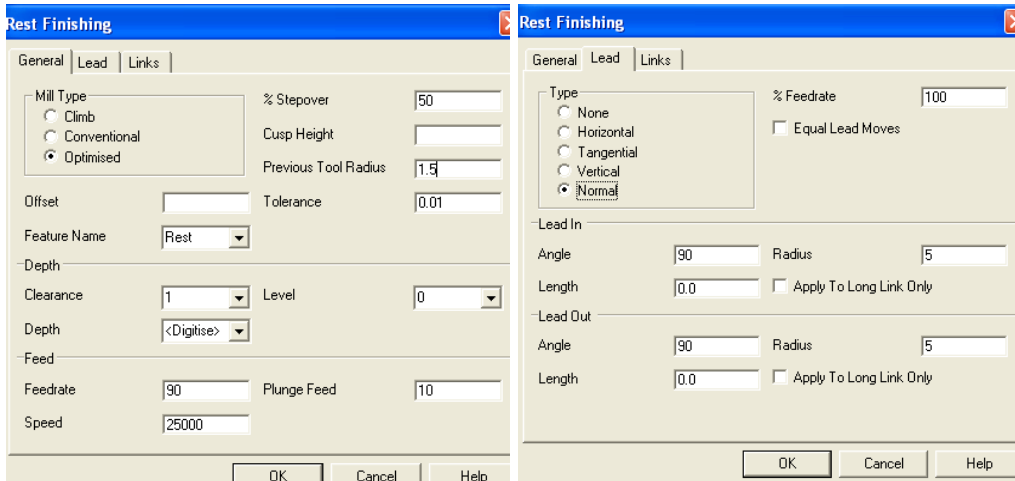 Rest Finishing
General Lead Links
Mill Type
Climb
Conventional
Optimised
% Stepover 50
Cusp Height
Previous Tool Radius 1.5
Offset
Tolerance 0.01
Feature Name Rest
Depth
Clearance 1 Level 0
Depth <Digitise>
Feed
Feedrate 90 Plunge Feed 10
Speed 25000
OK Cancel Help
Rest Finishing
General Lead Links
Type
None
Horizontal
Tangential
Vertical
Normal
% Feedrate 100
Equal Lead Moves
Lead In
Angle 90 Radius 5
Length 0.0 Apply To Long Link Only
Lead Out
Angle 90 Radius 5
Length 0.0 Apply To Long Link Only
OK Cancel Help